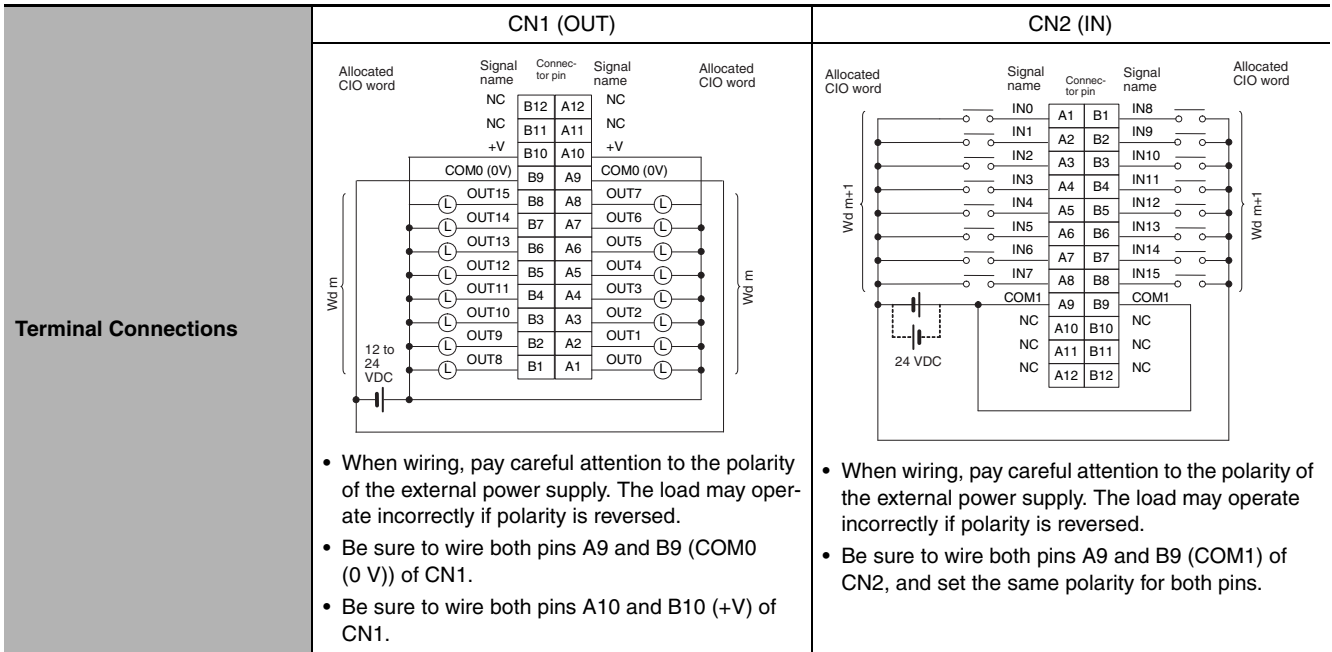 CN1 (OUT)
CN2 (IN)
Terminal Connections
Allocated
CIO word
Signal
name
Connec-
tor pin
Signal
name
Allocated
CIO word
NC B12 A12 NC
NC B11 A11 NC
+V B10 A10 +V
COM0 (0V) B9 A9 COM0 (0V)
OUT15 B8 A8 OUT7
L L
OUT14 B7 A7 OUT6
L L
OUT13 B6 A6 OUT5
L L
OUT12 B5 A5 OUT4
L L
OUT11 B4 A4 OUT3
L L
OUT10 B3 A3 OUT2
L L
OUT9 B2 A2 OUT1
L L
OUT8 B1 A1 OUT0
L L
Wd m
Wd m
12 to
24
VDC
• When wiring, pay careful attention to the polarity
of the external power supply. The load may oper-
ate incorrectly if polarity is reversed.
• Be sure to wire both pins A9 and B9 (COM0
(0 V)) of CN1.
• Be sure to wire both pins A10 and B10 (+V) of
CN1.
Allocated
CIO word
Signal
name
Connec-
tor pin
Signal
name
Allocated
CIO word
IN0 A1 B1 IN8
IN1 A2 B2 IN9
IN2 A3 B3 IN10
IN3 A4 B4 IN11
IN4 A5 B5 IN12
IN5 A6 B6 IN13
IN6 A7 B7 IN14
IN7 A8 B8 IN15
COM1 A9 B9 COM1
NC A10 B10 NC
NC A11 B11 NC
NC A12 B12 NC
Wd m+1
Wd m+1
24 VDC
• When wiring, pay careful attention to the polarity of
the external power supply. The load may operate
incorrectly if polarity is reversed.
• Be sure to wire both pins A9 and B9 (COM1) of
CN2, and set the same polarity for both pins.